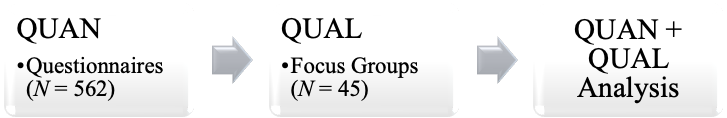 QUAN
•Questionnaires
(N = 562)
QUAL
•Focus Groups
(N = 45)
QUAN +
QUAL
Analysis